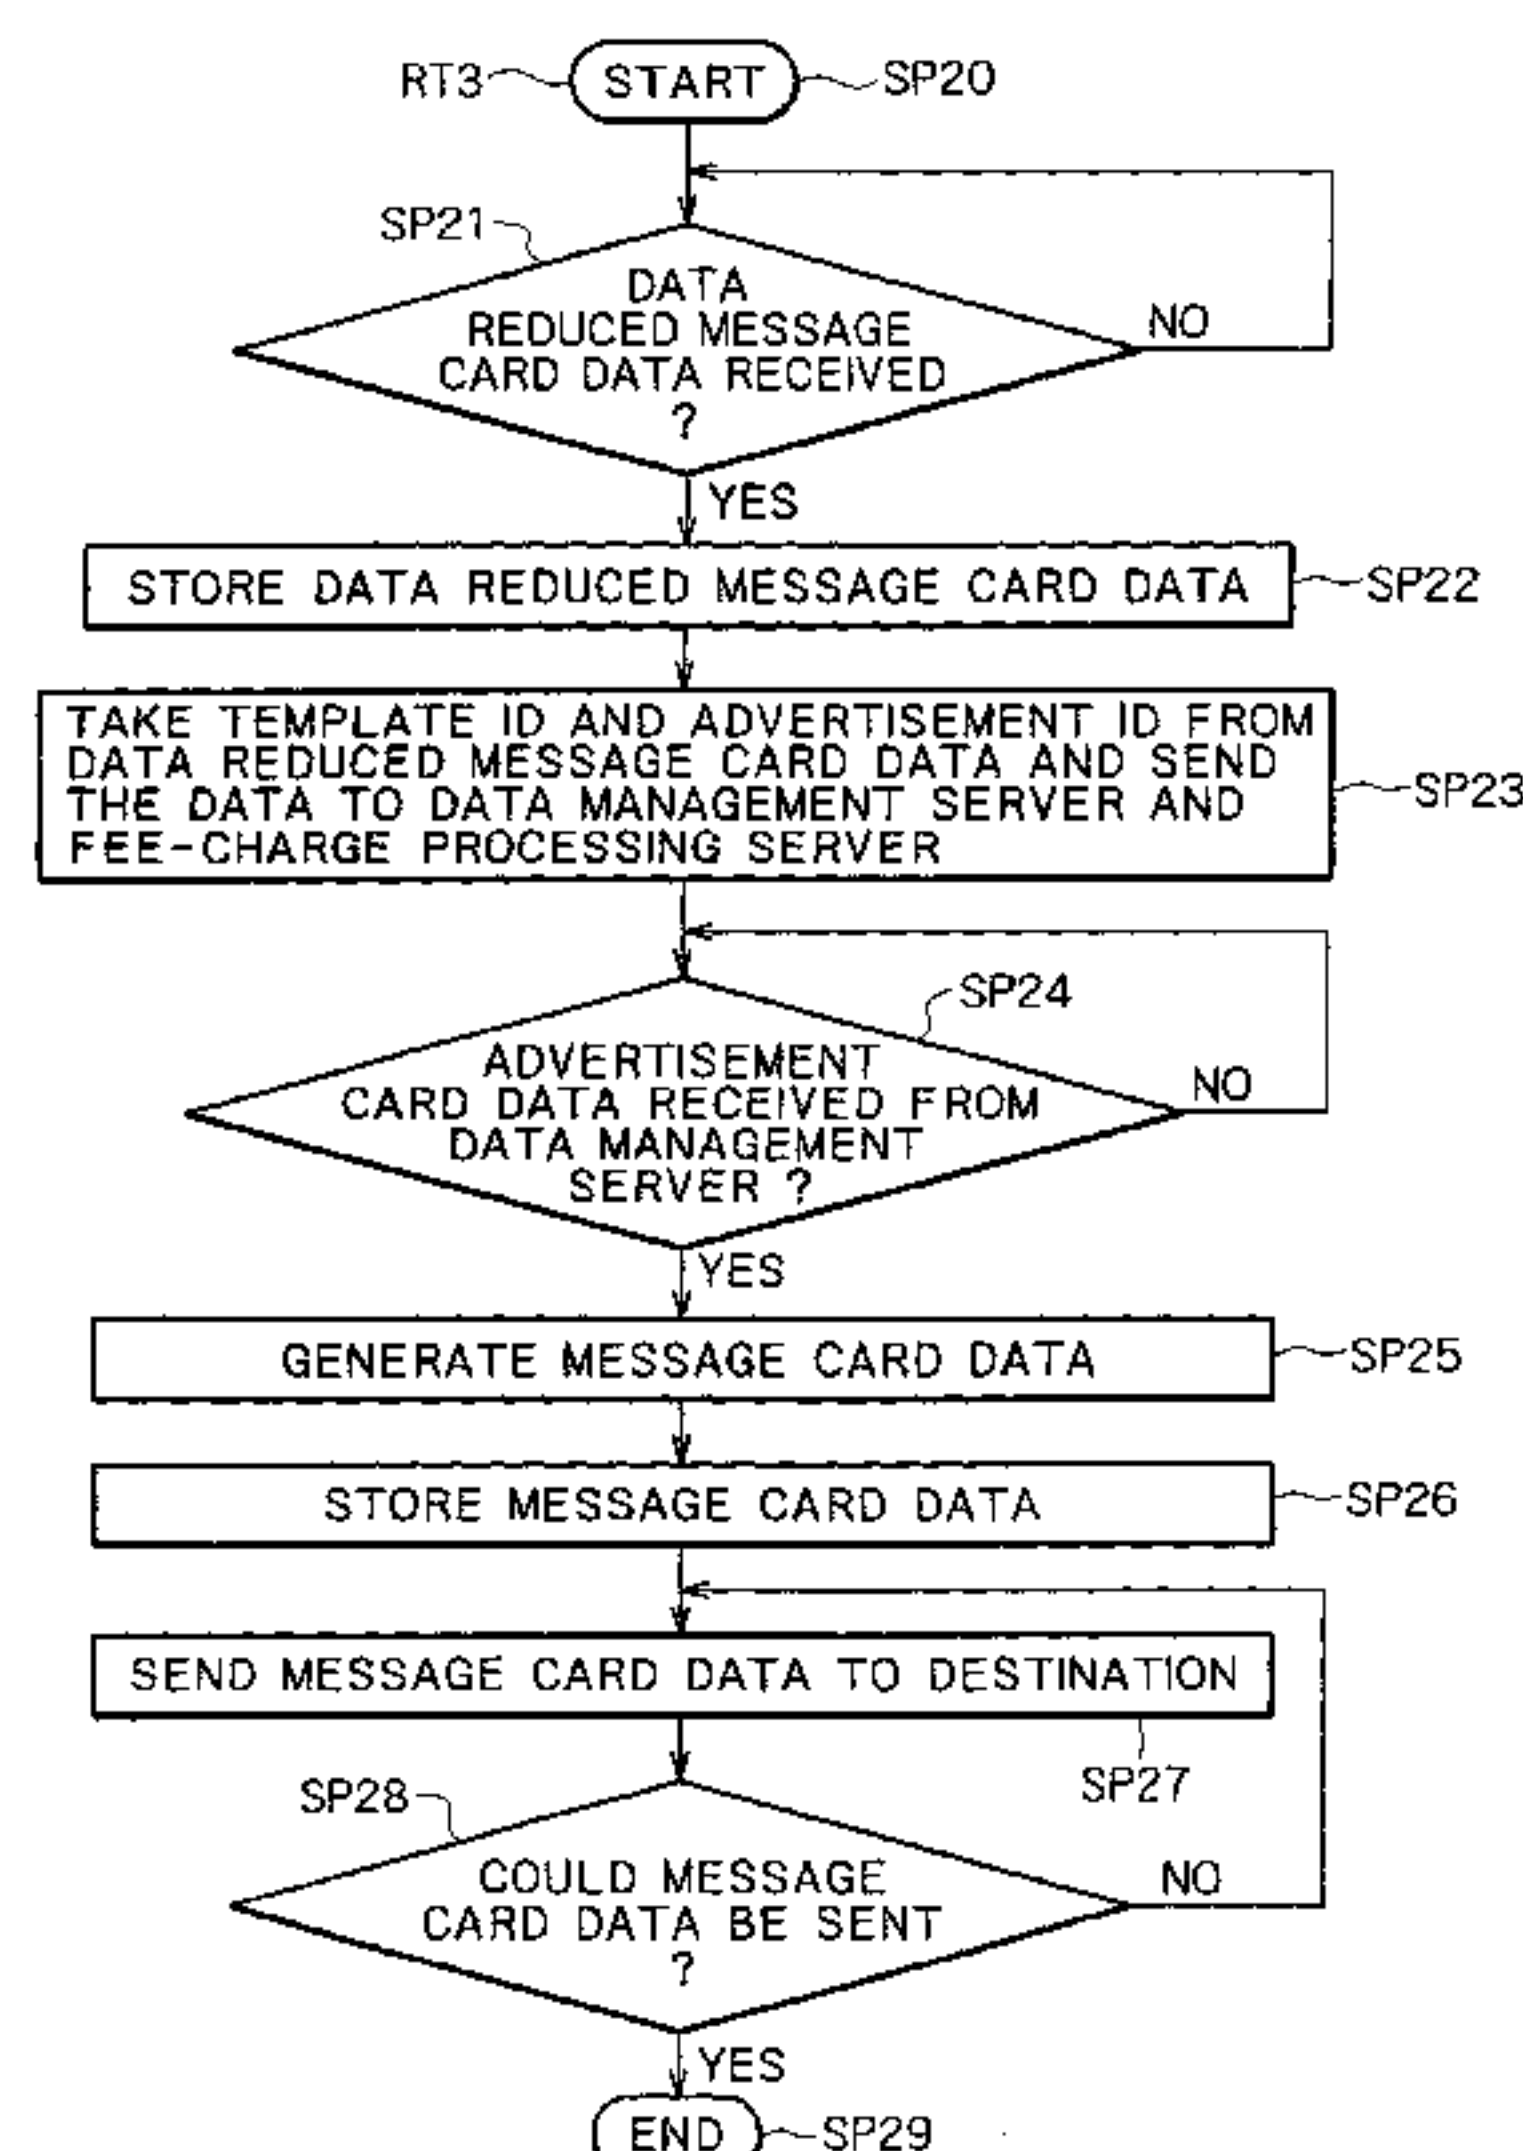 RT3 START SP20
SP21
DATA
REDUCED MESSAGE
CARD DATA RECEIVED
?
NO
YES
STORE DATA REDUCED MESSAGE CARD DATA SP22
TAKE TEMPLATE ID AND ADVERTISEMENT ID FROM
DATA REDUCED MESSAGE CARD DATA AND SEND
THE DATA TO DATA MANAGEMENT SERVER AND
FEE-CHARGE PROCESSING SERVER
SP23
SP24
ADVERTISEMENT
CARD DATA RECEIVED FROM
DATA MANAGEMENT
SERVER ?
NO
YES
GENERATE MESSAGE CARD DATA SP25
STORE MESSAGE CARD DATA SP26
SEND MESSAGE CARD DATA TO DESTINATION
SP27
SP28
COULD MESSAGE
CARD DATA BE SENT
?
NO
YES
END SP29